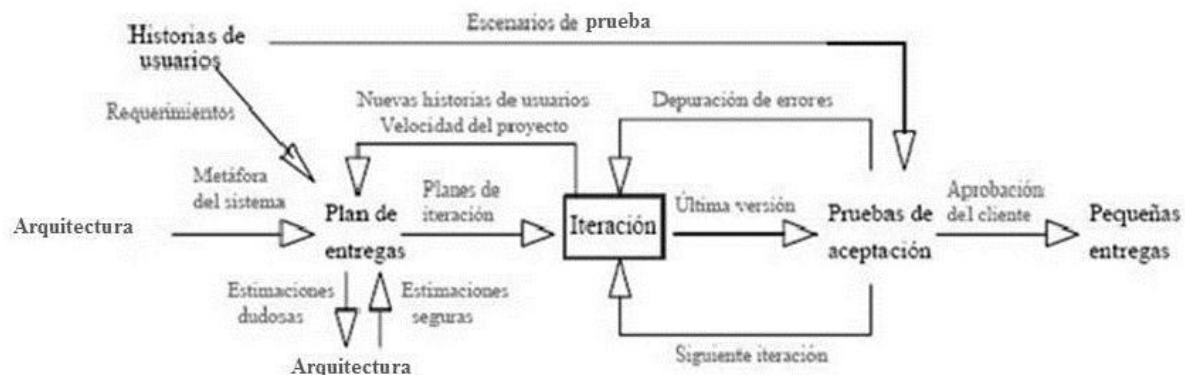 Escenarios de prueba
Historias de
usuarios
Requerimientos
Nuevas historias de usuarios
Velocidad del proyecto
Depuración de errores
Metáfora
del sistema
Planes de
iteración
Última versión
Aprobación
del cliente
Arquitectura
Plan de
entregas
Iteración
Pruebas de
aceptación
Pequeñas
entregas
Estimaciones
dudosas
Estimaciones
seguras
Siguiente iteración
Arquitectura